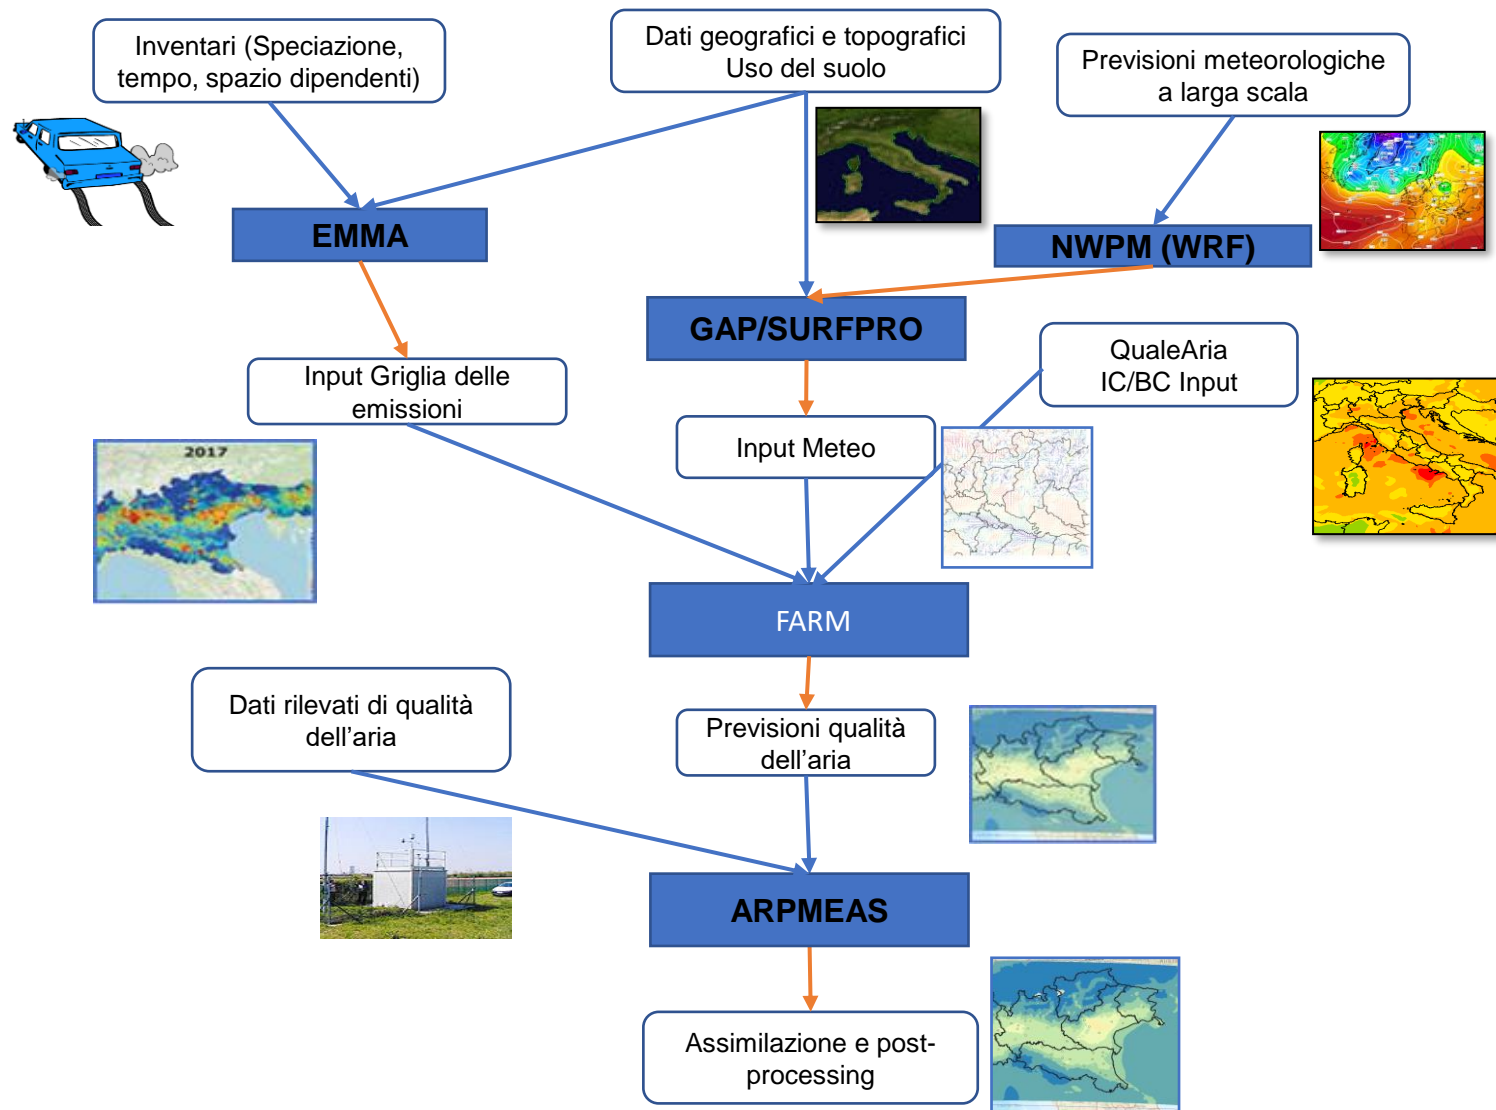 Inventari (Speciazione,
tempo, spazio dipendenti)
Dati geografici e topografici
Uso del suolo
Previsioni meteorologiche
a larga scala
EMMA
NWPM (WRF)
GAP/SURFPRO
QualeAria
IC/BC Input
Input Griglia delle
emissioni
Input Meteo
2017
FARM
Dati rilevati di qualità
dell’aria
Previsioni qualità
dell’aria
ARPMEAS
Assimilazione e post-
processing